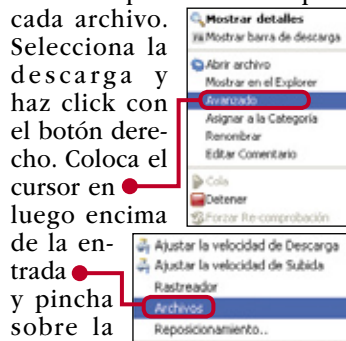 cada archivo.
Selecciona la
descarga y
haz click con
el botón dere-
cho. Coloca el
cursor en
luego encima
de la en-
trada
y pincha
sobre la
Mostrar detalles
Mostrar barra de descarga
Abrir archivo
Mostrar en el Explorer
Avanzado
Asignar a la Categoría
Renombrar
Editar Comentario
Cola
Detener
Forzar Re-comprobación
Ajustar la velocidad de Descarga
Ajustar la velocidad de Subida
Rastreador
Archivos
Reposicionamiento...